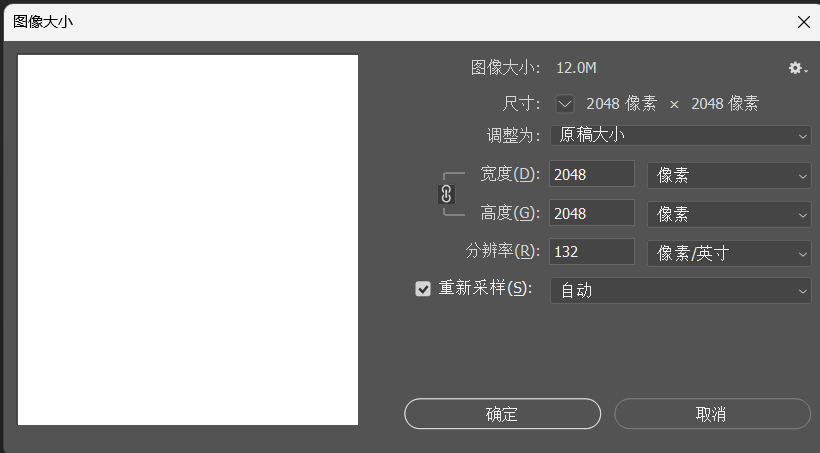 图像大小
图像大小: 12.0M
尺寸: 2048 像素 × 2048 像素
调整为: 原稿大小
宽度(D): 2048 像素
高度(G): 2048 像素
分辨率(R): 132 像素/英寸
重新采样(S): 自动
确定 取消